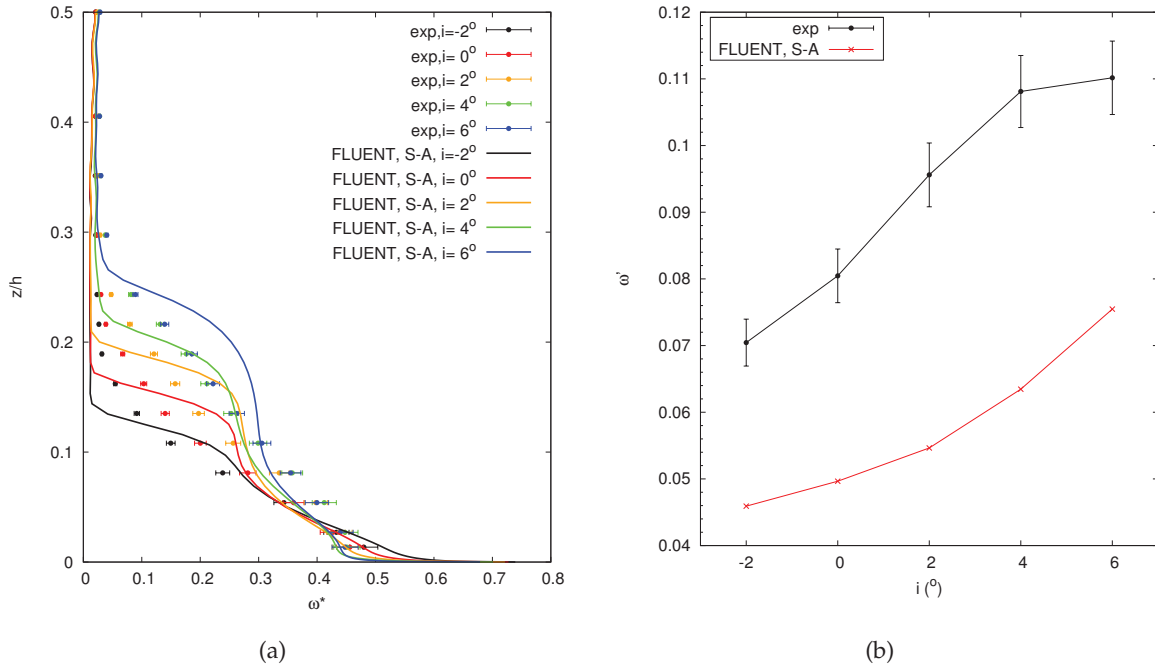 0.5
0.4
0.3
0.2
0.1
0
z/h
0 0.1 0.2 0.3 0.4 0.5 0.6 0.7 0.8
ω*
exp,i=-2°
exp,i= 0°
exp,i= 2°
exp,i= 4°
exp,i= 6°
FLUENT, S-A, i=-2°
FLUENT, S-A, i= 0°
FLUENT, S-A, i= 2°
FLUENT, S-A, i= 4°
FLUENT, S-A, i= 6°
(a)
0.12
0.11
0.1
0.09
0.08
0.07
0.06
0.05
0.04
ω'
-2 0 2 4 6
i (°)
exp
FLUENT, S-A
(b)